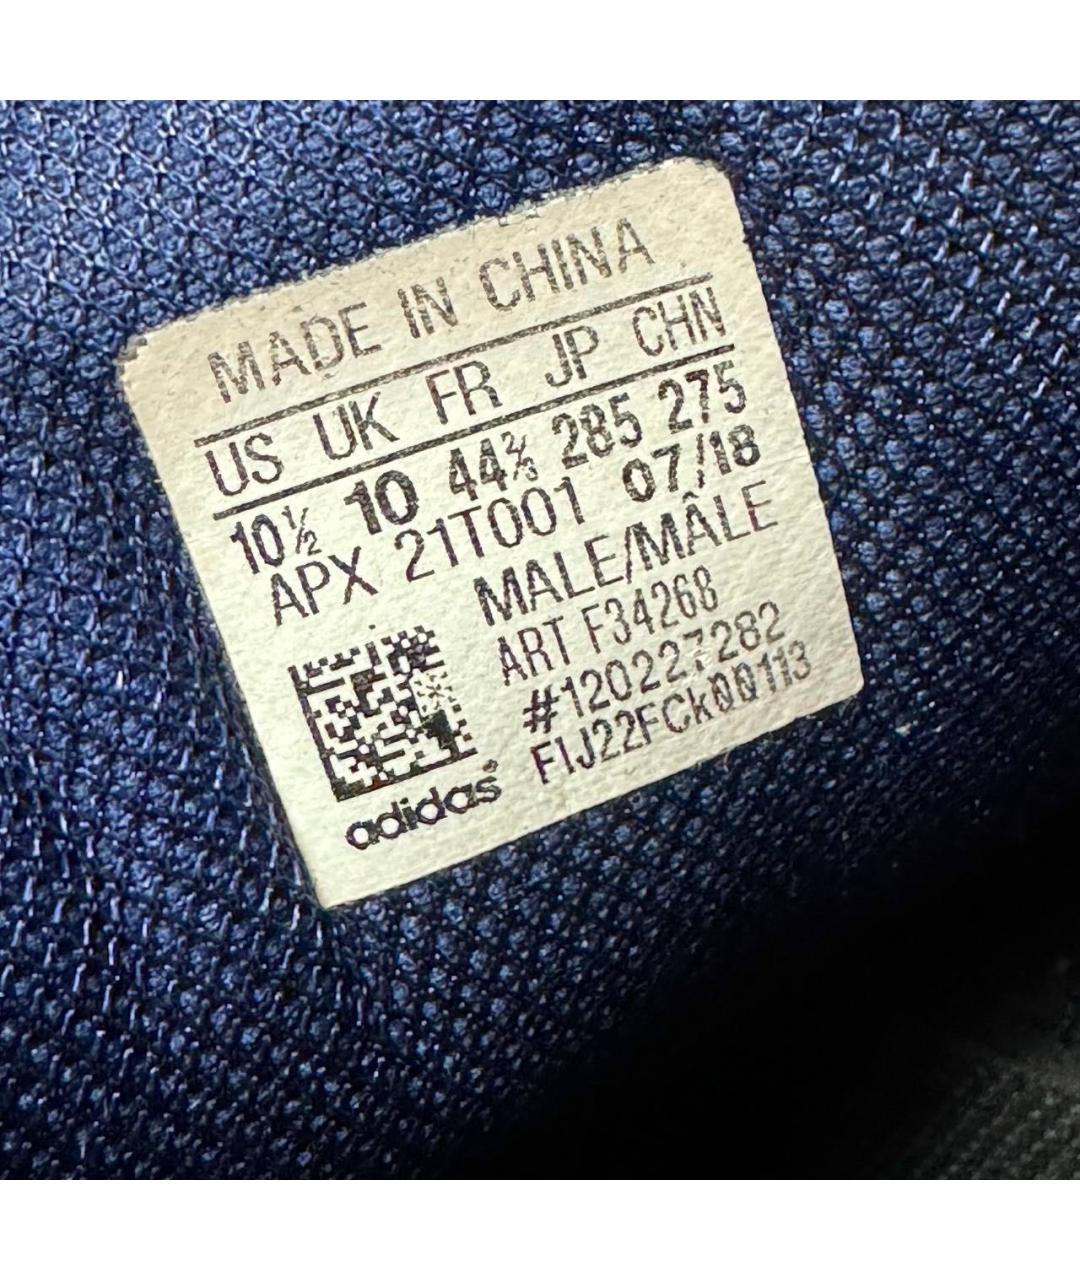 MADE IN CHINA
US UK FR JP CHN
10½ 10 44⅔ 285 275
APX 21T001 07/18
MALE/MÂLE
ART F34268
#120227282
FIJ22FCk00113
adidas®